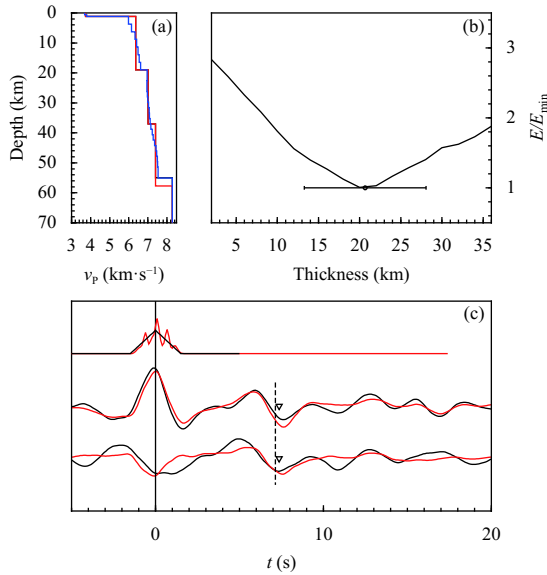 0
10
20
30
40
50
60
70
Depth (km)
(a)
3 4 5 6 7 8
vP (km·s⁻¹)
(b)
3
2
1
E/Emin
5 10 15 20 25 30 35
Thickness (km)
(c)
0 10 20
t (s)